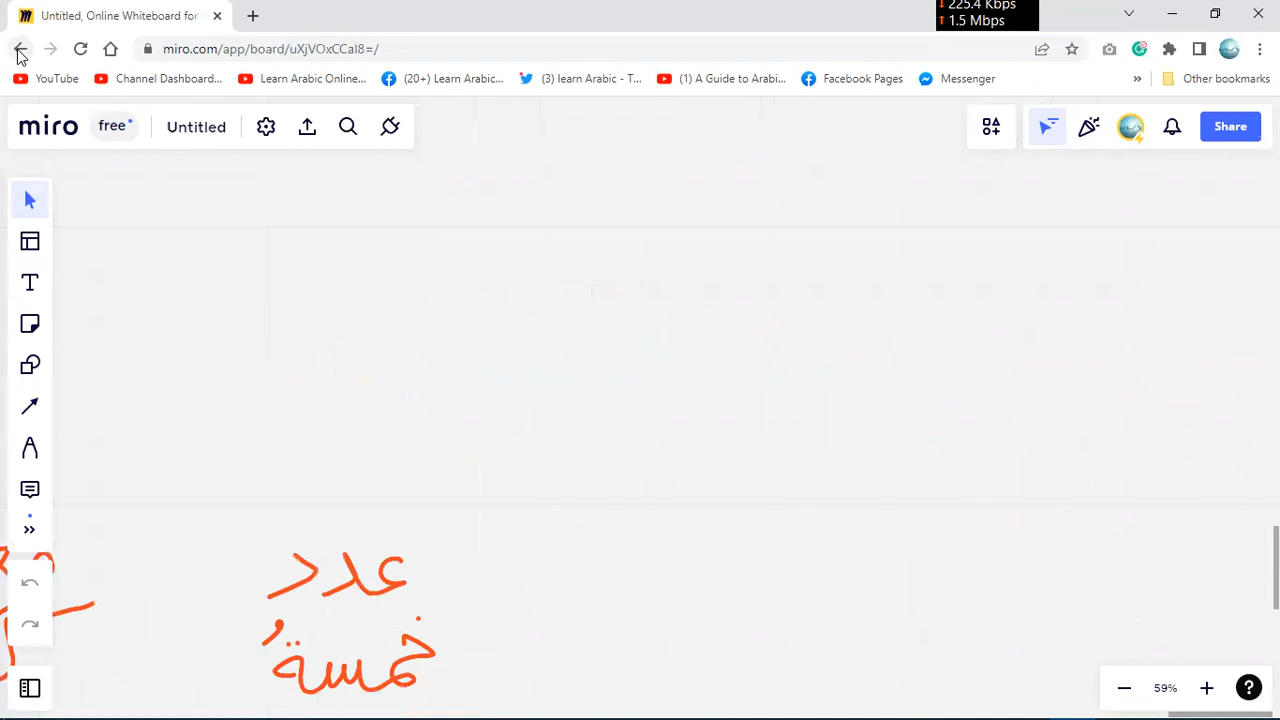 Untitled, Online Whiteboard for
225.4 Kbps
1.5 Mbps
miro.com/app/board/uXjVOxCCaI8=/
YouTube
Channel Dashboard...
Learn Arabic Online...
(20+) Learn Arabic...
(3) learn Arabic - T...
(1) A Guide to Arabi...
Facebook Pages
Messenger
»
Other bookmarks
miro
free
Untitled
Share
عدد
خمسةُ
59%